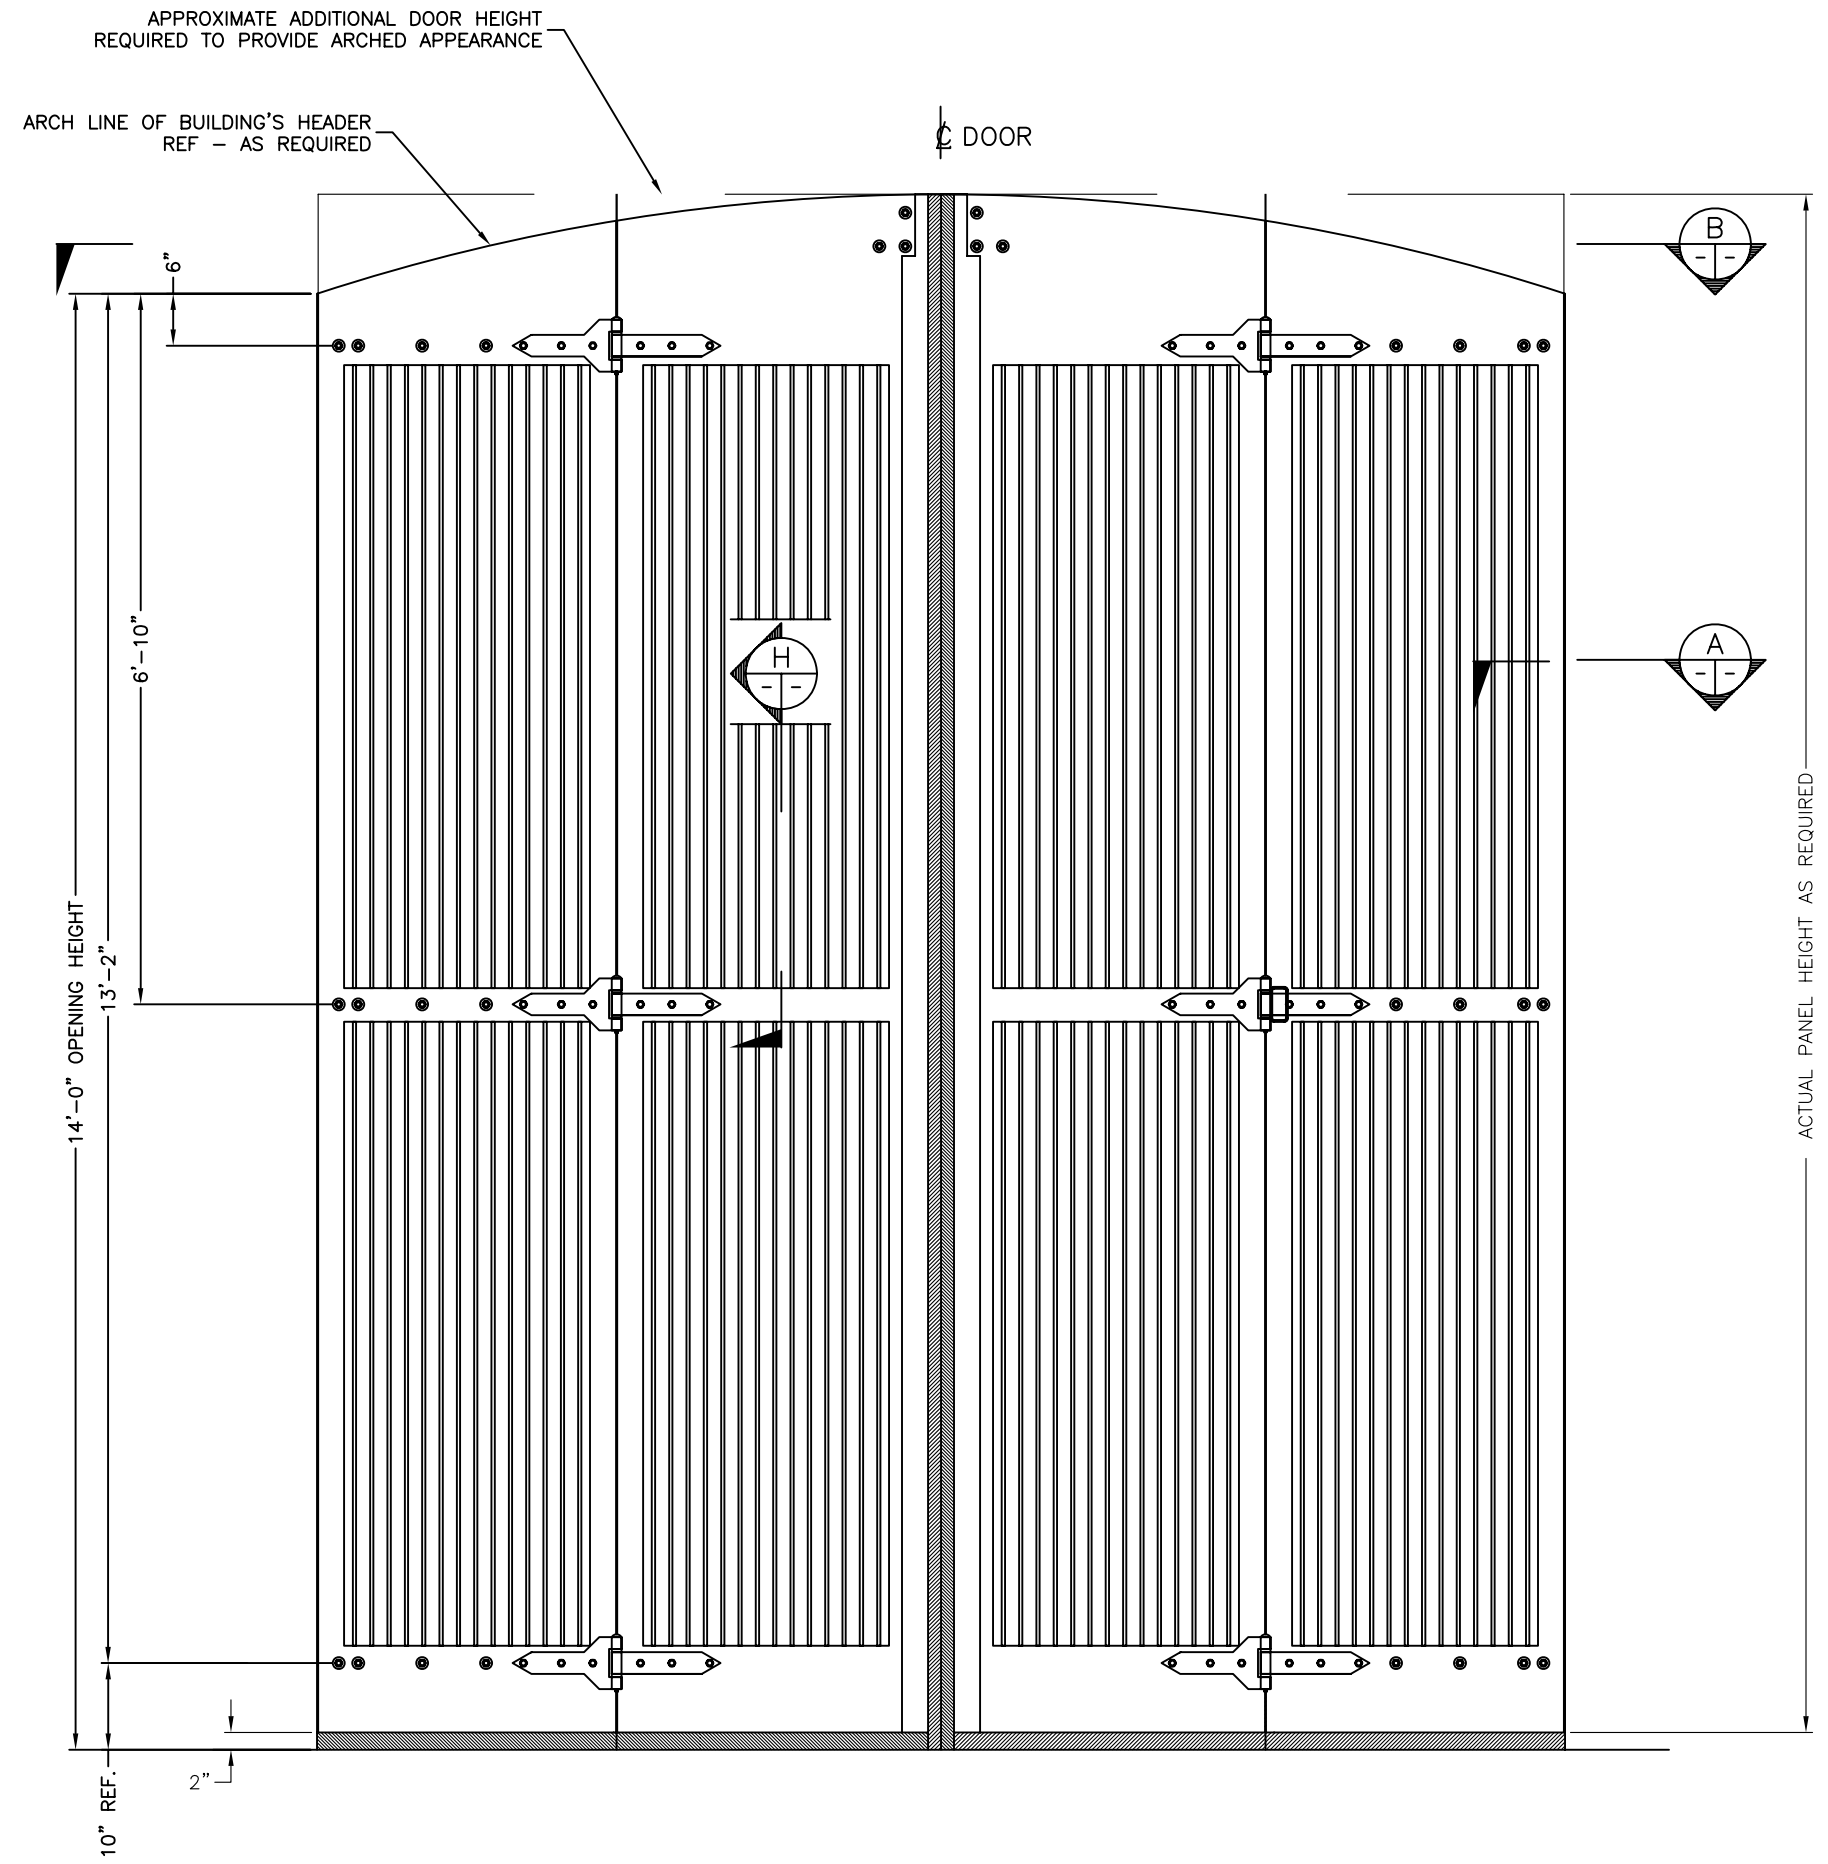 APPROXIMATE ADDITIONAL DOOR HEIGHT
REQUIRED TO PROVIDE ARCHED APPEARANCE
ARCH LINE OF BUILDING'S HEADER
REF – AS REQUIRED
℄ DOOR
B
- -
6"
6'–10"
H
- -
A
- -
14'–0" OPENING HEIGHT
13'–2"
ACTUAL PANEL HEIGHT AS REQUIRED
2"
10" REF.